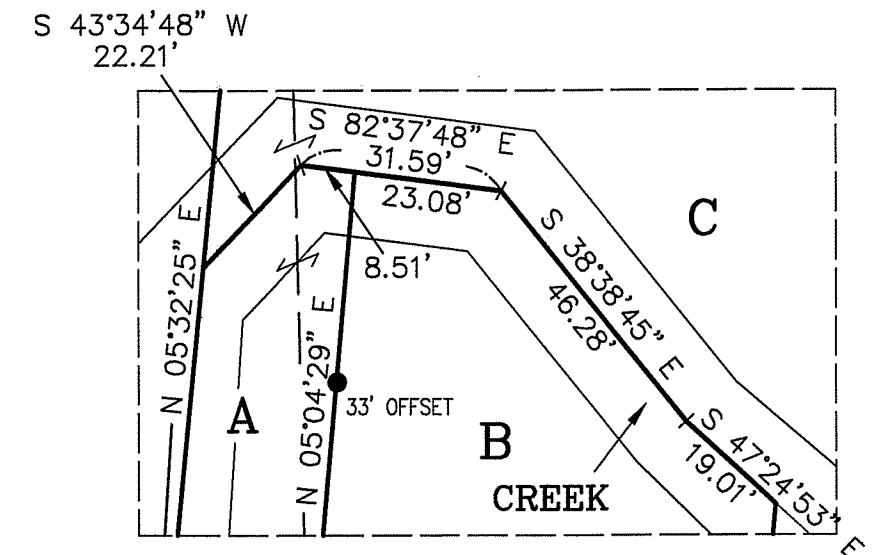 S 43°34'48" W
22.21'
S 82°37'48" E
31.59'
23.08'
8.51'
C
N 05°32'25" E
S 38°38'45" E
46.28'
N 05°04'29" E
33' OFFSET
A
B
CREEK
S 47°24'53" E
19.01'